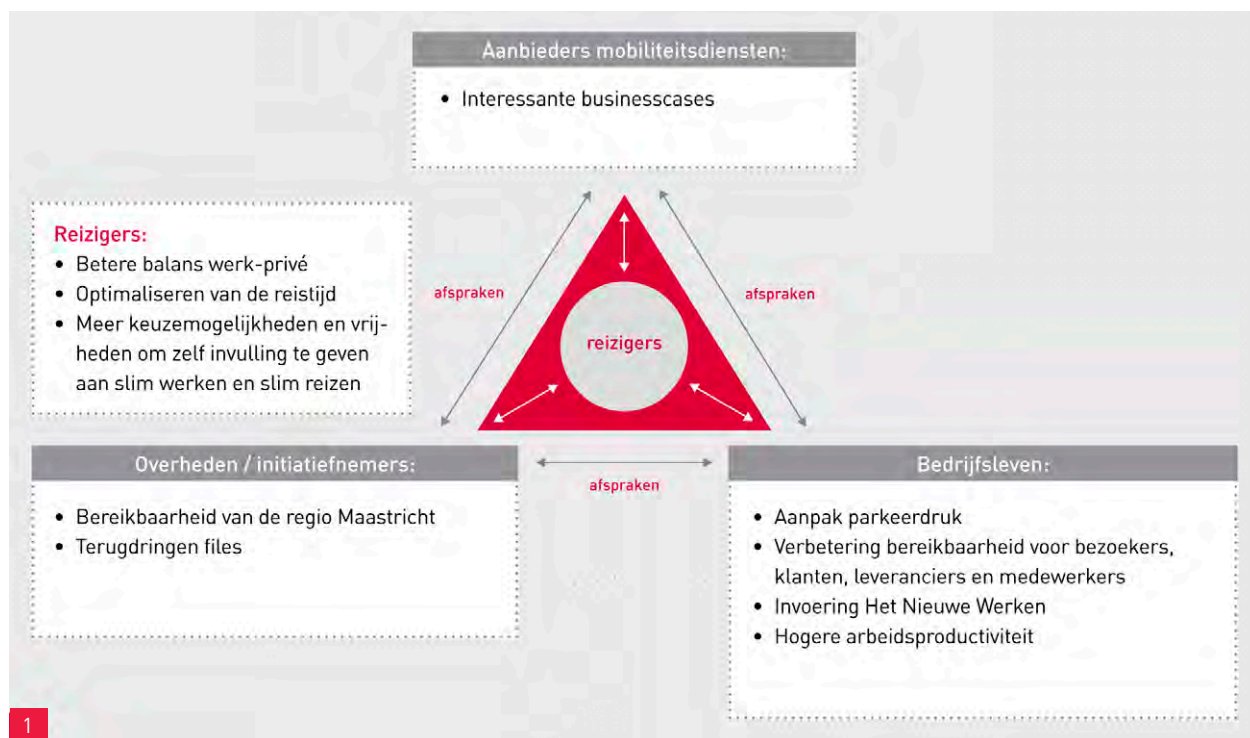 Aanbieders mobiliteitsdiensten:
• Interessante businesscases
Reizigers:
• Betere balans werk-privé
• Optimaliseren van de reistijd
• Meer keuzemogelijkheden en vrij-
heden om zelf invulling te geven
aan slim werken en slim reizen
afspraken
afspraken
reizigers
Overheden / initiatiefnemers:
• Bereikbaarheid van de regio Maastricht
• Terugdringen files
afspraken
Bedrijfsleven:
• Aanpak parkeerdruk
• Verbetering bereikbaarheid voor bezoekers,
klanten, leveranciers en medewerkers
• Invoering Het Nieuwe Werken
• Hogere arbeidsproductiviteit
1